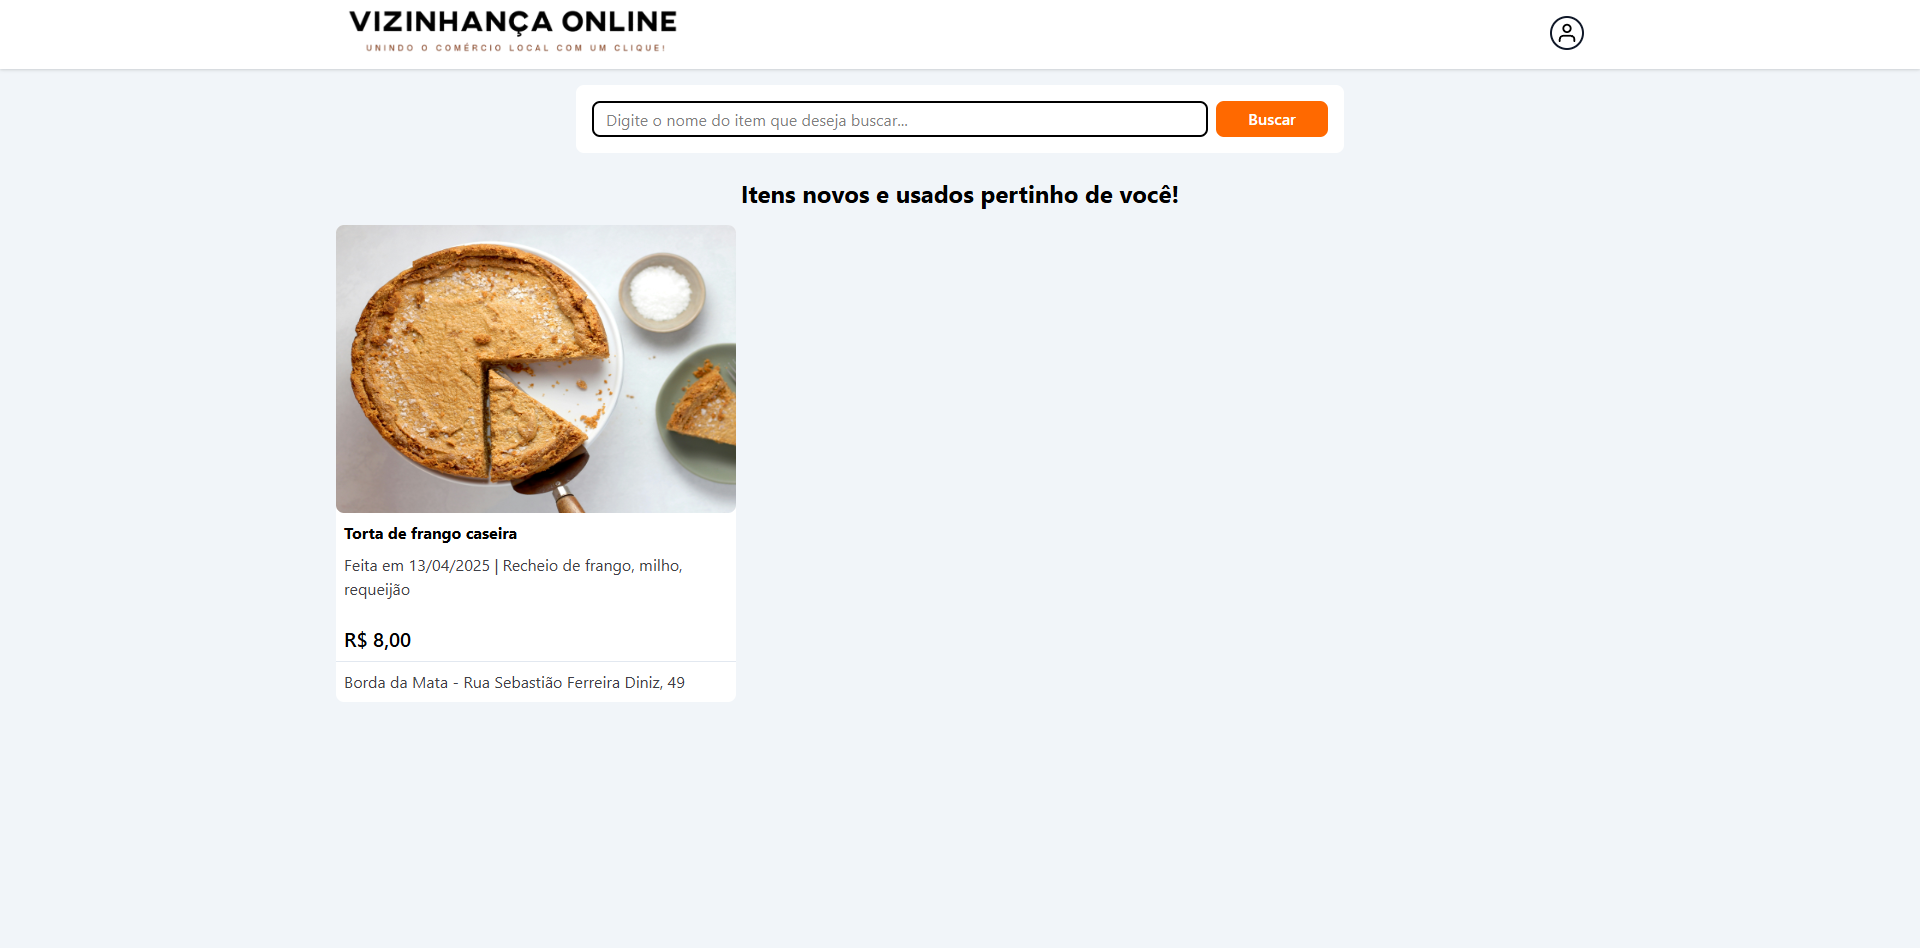 VIZINHANÇA ONLINE
UNINDO O COMÉRCIO LOCAL COM UM CLIQUE!
Digite o nome do item que deseja buscar...
Buscar
Itens novos e usados pertinho de você!
Torta de frango caseira
Feita em 13/04/2025 | Recheio de frango, milho,
requeijão
R$ 8,00
Borda da Mata - Rua Sebastião Ferreira Diniz, 49